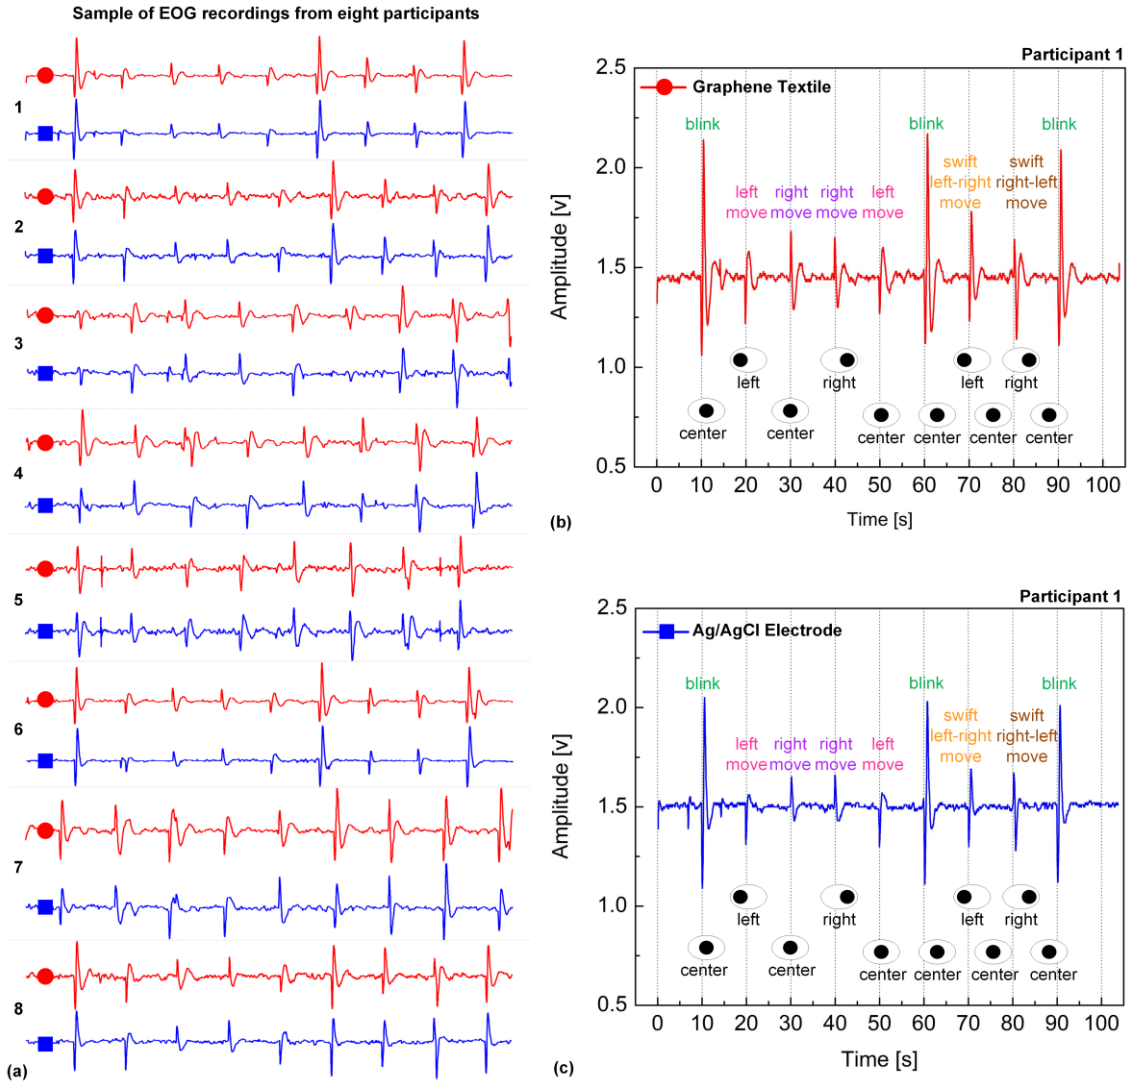 Sample of EOG recordings from eight participants
1
2
3
4
5
6
7
8
(a)
Participant 1
Graphene Textile
2.5
2.0
1.5
1.0
0.5
Amplitude [v]
blink
blink
blink
left
move
right
move
right
move
left
move
swift
left-right
move
swift
right-left
move
left
right
left
right
center
center
center
center
center
center
0 10 20 30 40 50 60 70 80 90 100
Time [s]
(b)
Participant 1
Ag/AgCl Electrode
2.5
2.0
1.5
1.0
0.5
Amplitude [v]
blink
blink
blink
left
move
right
move
right
move
left
move
swift
left-right
move
swift
right-left
move
left
right
left
right
center
center
center
center
center
center
0 10 20 30 40 50 60 70 80 90 100
Time [s]
(c)